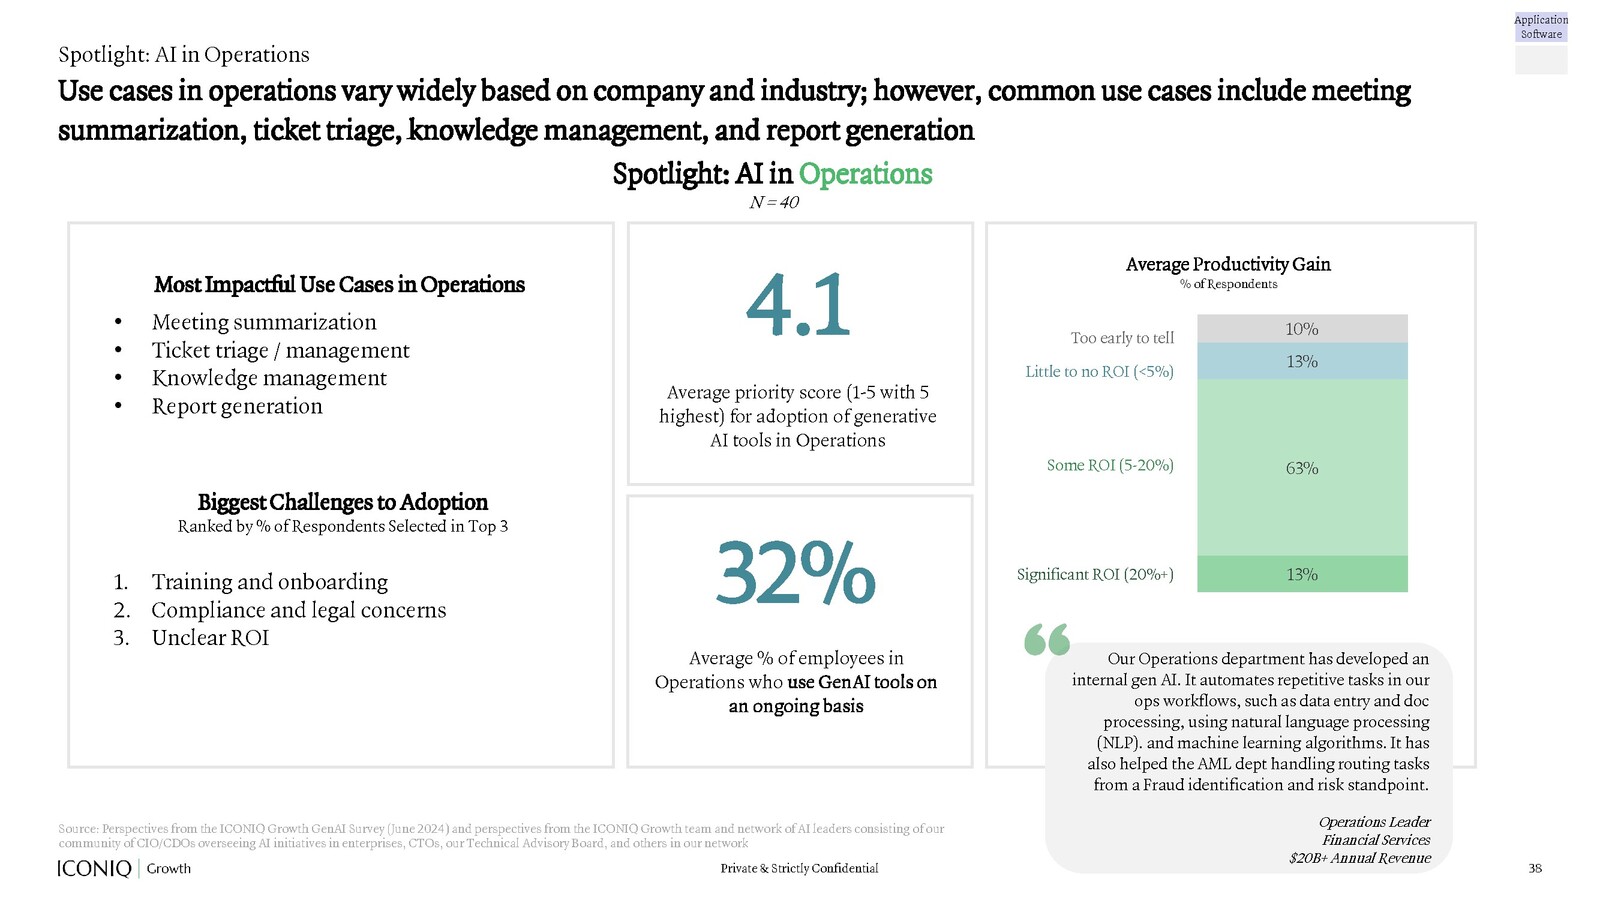 Application
Software
Spotlight: AI in Operations
Use cases in operations vary widely based on company and industry; however, common use cases include meeting
summarization, ticket triage, knowledge management, and report generation
Spotlight: AI in Operations
N = 40
Most Impactful Use Cases in Operations
• Meeting summarization
• Ticket triage / management
• Knowledge management
• Report generation
Biggest Challenges to Adoption
Ranked by % of Respondents Selected in Top 3
1. Training and onboarding
2. Compliance and legal concerns
3. Unclear ROI
4.1
Average priority score (1-5 with 5
highest) for adoption of generative
AI tools in Operations
32%
Average % of employees in
Operations who use GenAI tools on
an ongoing basis
Average Productivity Gain
% of Respondents
Too early to tell 10%
Little to no ROI (<5%) 13%
Some ROI (5-20%) 63%
Significant ROI (20%+) 13%
“
Our Operations department has developed an
internal gen AI. It automates repetitive tasks in our
ops workflows, such as data entry and doc
processing, using natural language processing
(NLP). and machine learning algorithms. It has
also helped the AML dept handling routing tasks
from a Fraud identification and risk standpoint.
Operations Leader
Financial Services
$20B+ Annual Revenue
Source: Perspectives from the ICONIQ Growth GenAI Survey (June 2024) and perspectives from the ICONIQ Growth team and network of AI leaders consisting of our
community of CIO/CDOs overseeing AI initiatives in enterprises, CTOs, our Technical Advisory Board, and others in our network
ICONIQ | Growth
Private & Strictly Confidential
38